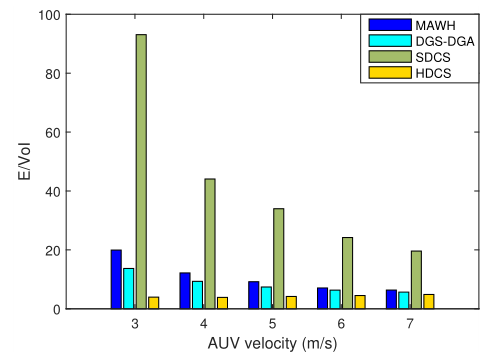 100
80
60
40
20
0
E/Vol
MAWH
DGS-DGA
SDCS
HDCS
3 4 5 6 7
AUV velocity (m/s)